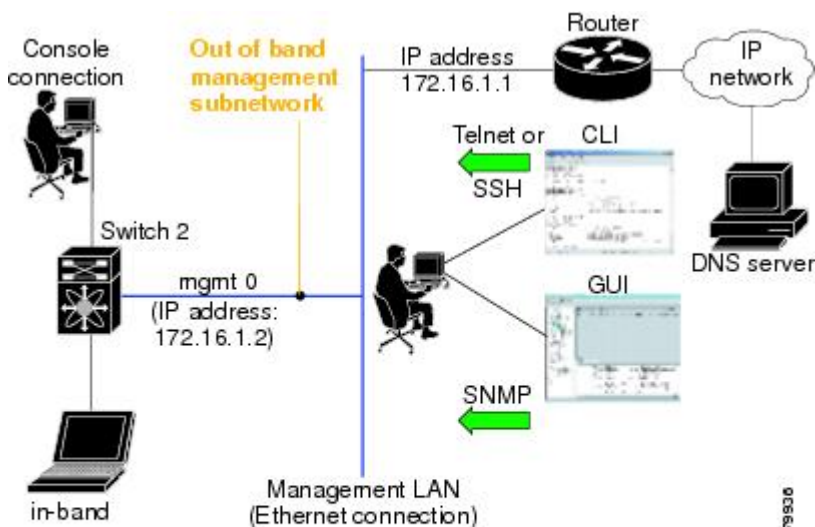 Console
connection
Out of band
management
subnetwork
Router
IP address
172.16.1.1
IP
network
Telnet or
SSH
CLI
Switch 2
DNS server
mgmt 0
(IP address:
172.16.1.2)
GUI
SNMP
in-band
Management LAN
(Ethernet connection)
79936